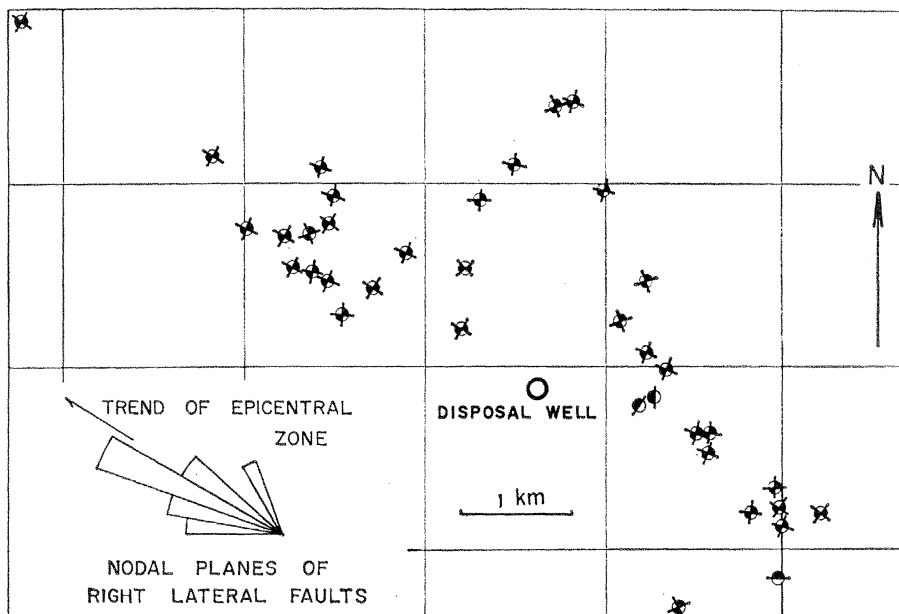 N
DISPOSAL WELL
1 km
TREND OF EPICENTRAL
ZONE
NODAL PLANES OF
RIGHT LATERAL FAULTS